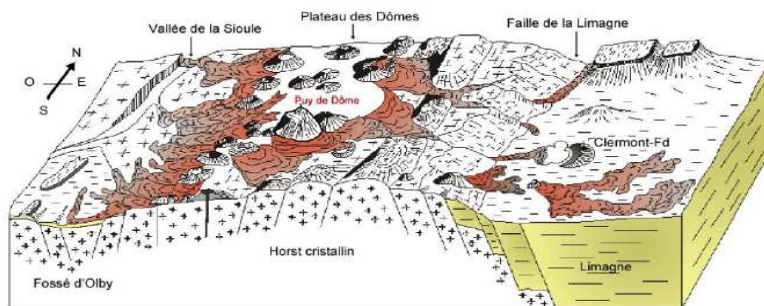 Plateau des Dômes
Vallée de la Sioule
Faille de la Limagne
N
O
E
S
Puy de Dôme
Clermont-Fd
Horst cristallin
Fossé d'Olby
Limagne